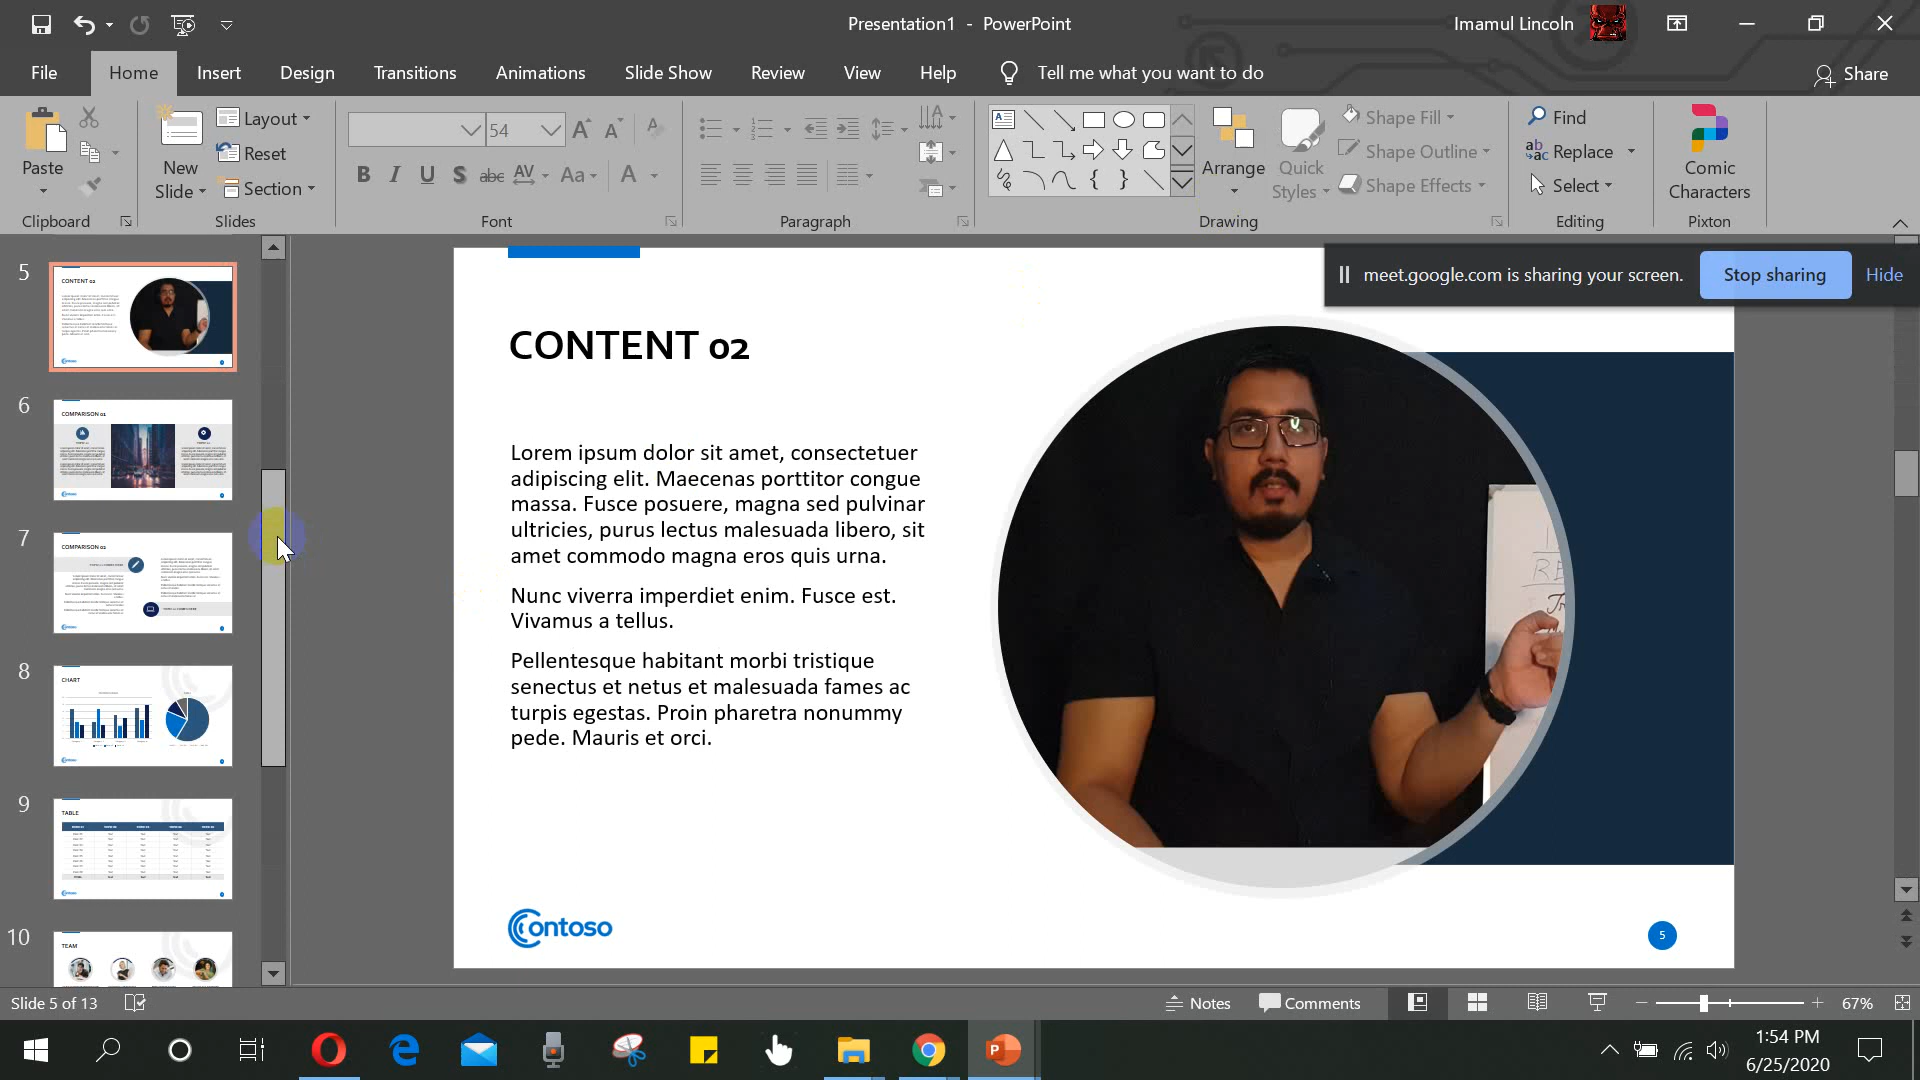 Presentation1 - PowerPoint
Imamul Lincoln
File
Home
Insert
Design
Transitions
Animations
Slide Show
Review
View
Help
Tell me what you want to do
Share
Paste
Clipboard
New
Slide
Layout
Reset
Section
Slides
54
B I U S abc AV Aa A
Font
Paragraph
Arrange
Quick
Styles
Shape Fill
Shape Outline
Shape Effects
Drawing
Find
Replace
Select
Editing
Comic
Characters
Pixton
meet.google.com is sharing your screen.
Stop sharing
Hide
5
CONTENT 02
6
COMPARISON 01
7
COMPARISON 02
8
CHART
9
TABLE
10
TEAM
CONTENT 02
Lorem ipsum dolor sit amet, consectetuer
adipiscing elit. Maecenas porttitor congue
massa. Fusce posuere, magna sed pulvinar
ultricies, purus lectus malesuada libero, sit
amet commodo magna eros quis urna.
Nunc viverra imperdiet enim. Fusce est.
Vivamus a tellus.
Pellentesque habitant morbi tristique
senectus et netus et malesuada fames ac
turpis egestas. Proin pharetra nonummy
pede. Mauris et orci.
Contoso
5
Slide 5 of 13
Notes
Comments
67%
1:54 PM
6/25/2020